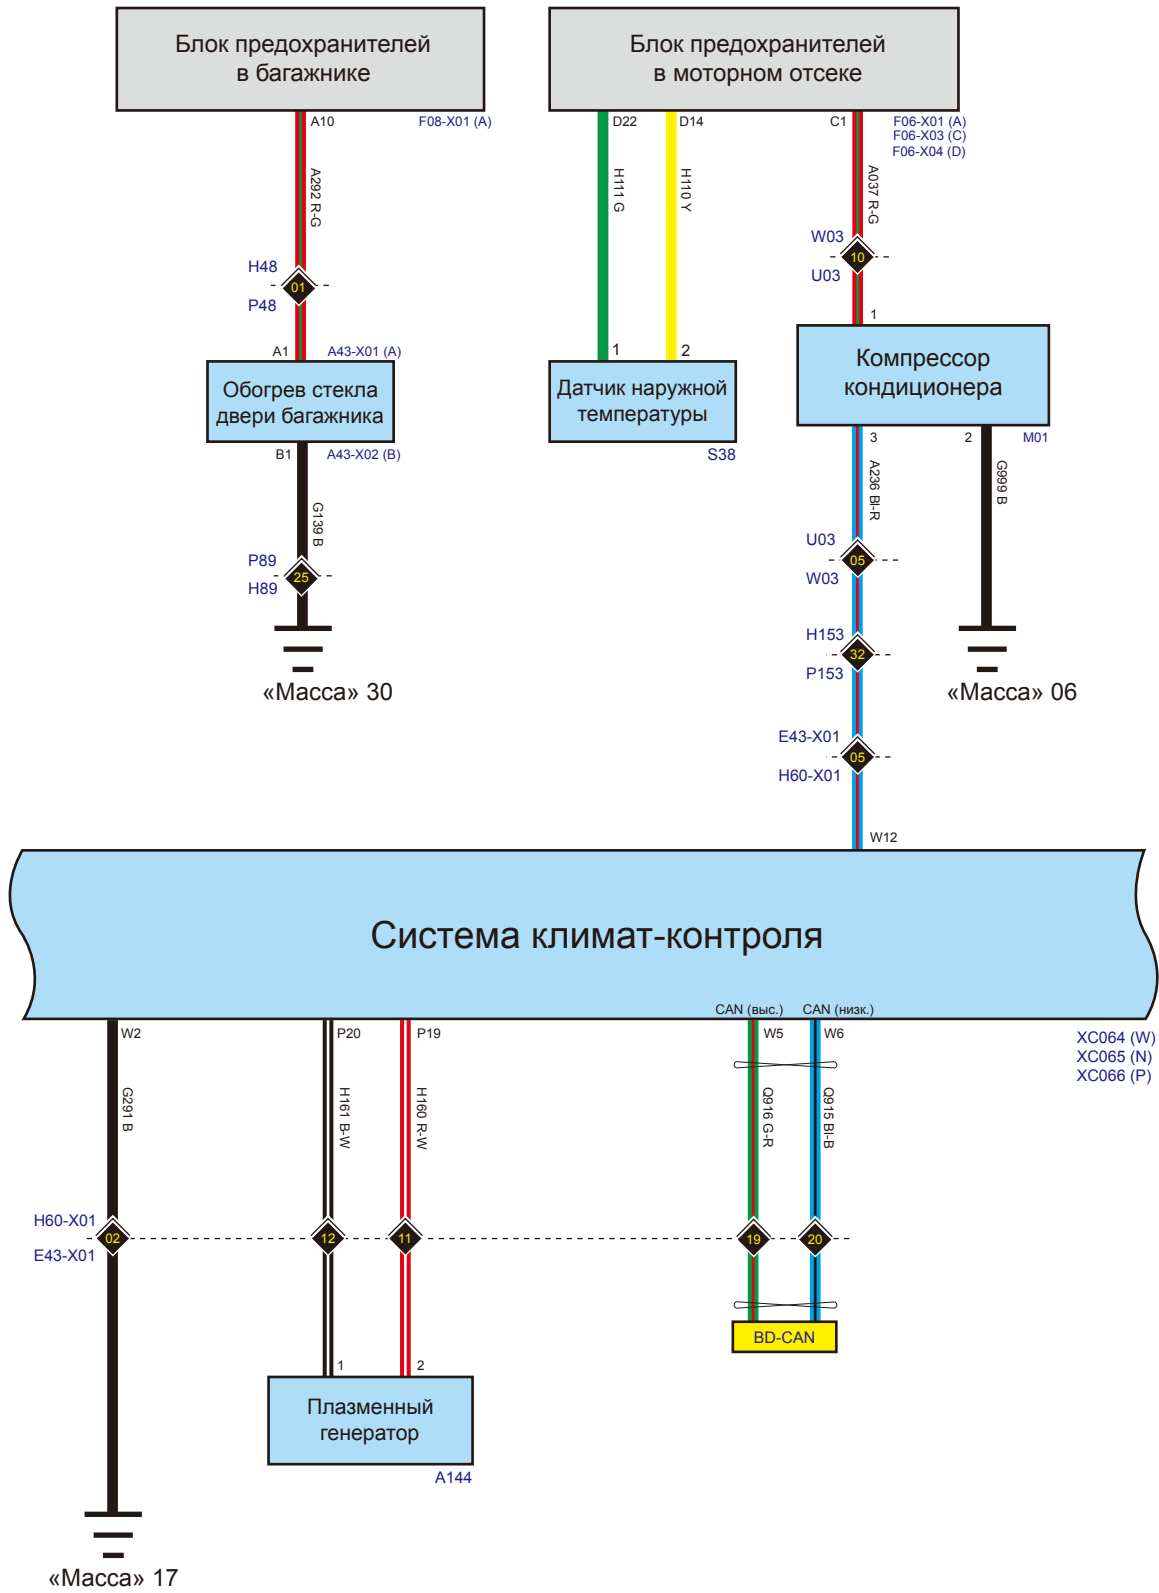 Блок предохранителей
в багажнике
Блок предохранителей
в моторном отсеке
A10
F08-X01 (A)
D22
D14
C1
F06-X01 (A)
F06-X03 (C)
F06-X04 (D)
A292 R-G
H111 G
H110 Y
A037 R-G
W03
10
U03
H48
01
P48
1
A1
A43-X01 (A)
1
2
Обогрев стекла
двери багажника
Датчик наружной
температуры
Компрессор
кондиционера
B1
A43-X02 (B)
S38
3
2
M01
G139 B
A236 Bl-R
G999 B
P89
25
H89
U03
05
W03
H153
32
P153
«Масса» 30
«Масса» 06
E43-X01
05
H60-X01
W12
Система климат-контроля
CAN (выс.)
CAN (низк.)
W2
P20
P19
W5
W6
XC064 (W)
XC065 (N)
XC066 (P)
G291 B
H161 B-W
H160 R-W
Q916 G-R
Q915 Bl-B
H60-X01
02
12
11
19
20
E43-X01
BD-CAN
1
2
Плазменный
генератор
A144
«Масса» 17